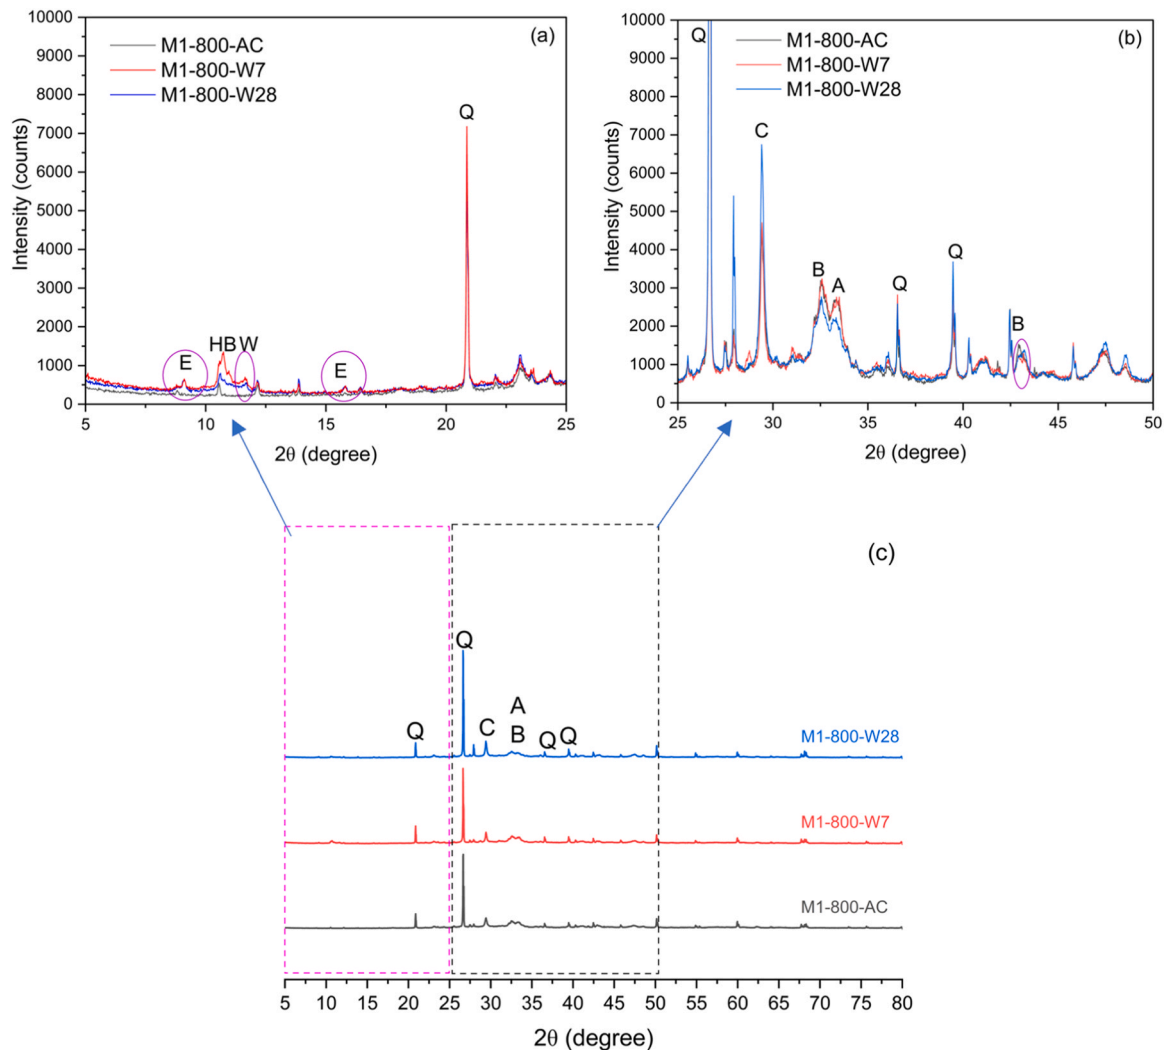 (a)
M1-800-AC
M1-800-W7
M1-800-W28
Intensity (counts)
10000
9000
8000
7000
6000
5000
4000
3000
2000
1000
0
Q
E
HB
W
E
5 10 15 20 25
2θ (degree)
(b)
M1-800-AC
M1-800-W7
M1-800-W28
Intensity (counts)
10000
9000
8000
7000
6000
5000
4000
3000
2000
1000
0
Q
C
B
A
Q
Q
B
25 30 35 40 45 50
2θ (degree)
(c)
Q
Q
C
A
B
Q
Q
M1-800-W28
M1-800-W7
M1-800-AC
5 10 15 20 25 30 35 40 45 50 55 60 65 70 75 80
2θ (degree)